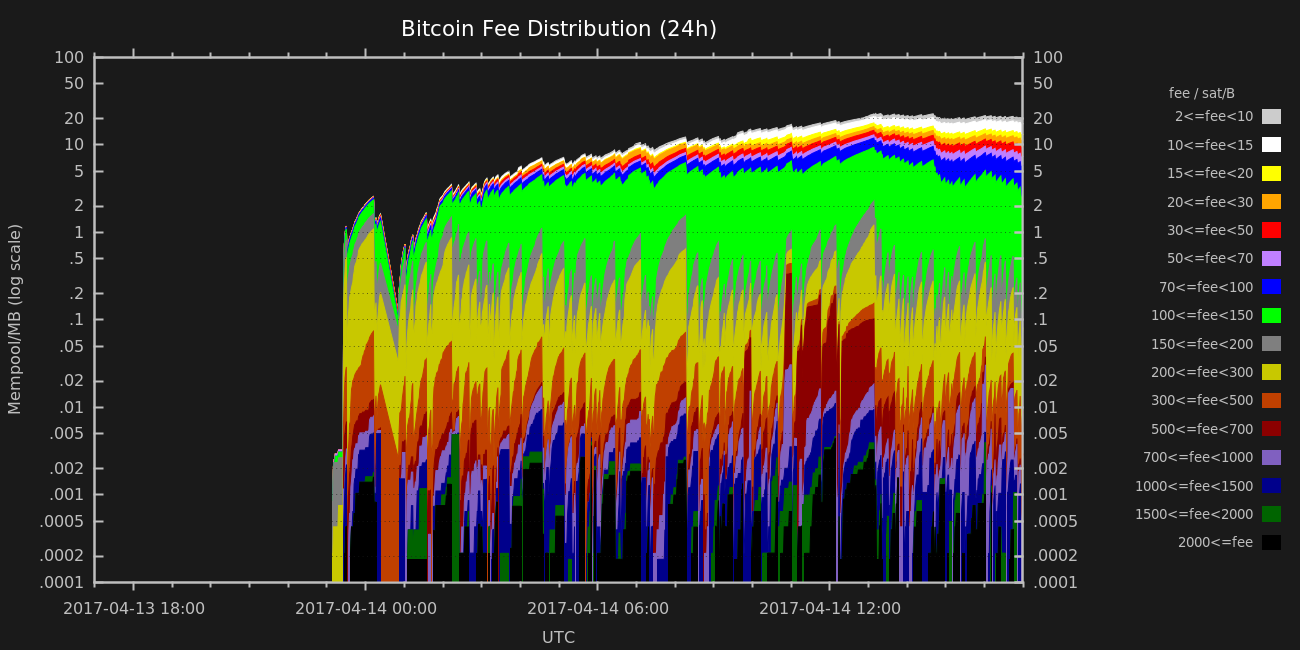 Bitcoin Fee Distribution (24h)
100
50
20
10
5
2
1
.5
.2
.1
.05
.02
.01
.005
.002
.001
.0005
.0002
.0001
Mempool/MB (log scale)
100
50
20
10
5
2
1
.5
.2
.1
.05
.02
.01
.005
.002
.001
.0005
.0002
.0001
2017-04-13 18:00
2017-04-14 00:00
2017-04-14 06:00
2017-04-14 12:00
UTC
fee / sat/B
2<=fee<10
10<=fee<15
15<=fee<20
20<=fee<30
30<=fee<50
50<=fee<70
70<=fee<100
100<=fee<150
150<=fee<200
200<=fee<300
300<=fee<500
500<=fee<700
700<=fee<1000
1000<=fee<1500
1500<=fee<2000
2000<=fee